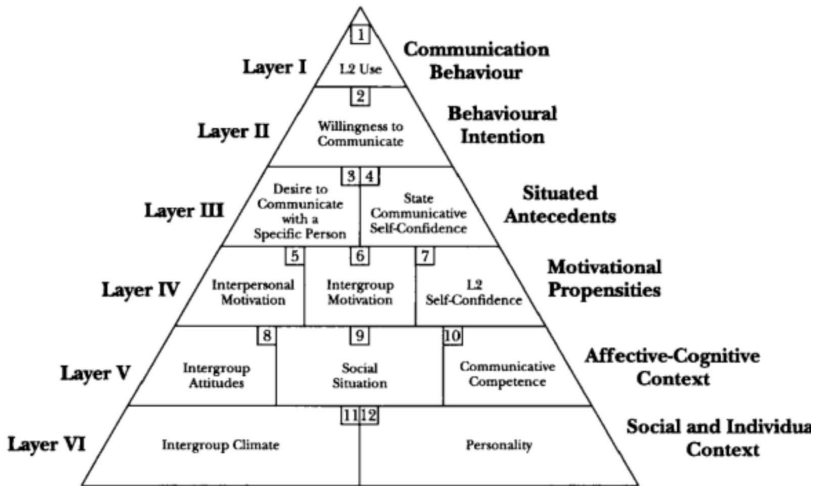 1
Layer I
L2 Use
Communication
Behaviour
2
Layer II
Willingness to
Communicate
Behavioural
Intention
3 4
Layer III
Desire to
Communicate
with a
Specific Person
State
Communicative
Self-Confidence
Situated
Antecedents
5 6 7
Layer IV
Interpersonal
Motivation
Intergroup
Motivation
L2
Self-Confidence
Motivational
Propensities
8 9 10
Layer V
Intergroup
Attitudes
Social
Situation
Communicative
Competence
Affective-Cognitive
Context
11 12
Layer VI
Intergroup Climate
Personality
Social and Individua
Context